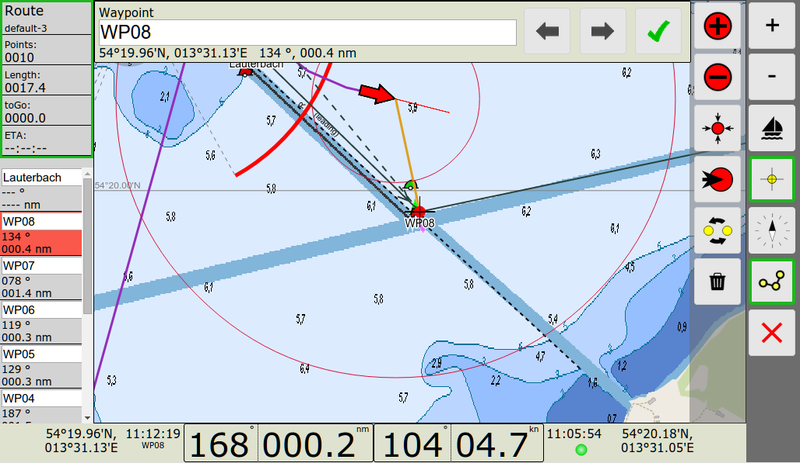 Route
default-3
Points:
0010
Length:
0017.4
toGo:
0000.0
ETA:
--:--:--
Waypoint
WP08
54°19.96'N, 013°31.13'E 134 °, 000.4 nm
Lauterbach
--- °
---- nm
WP08
134 °
000.4 nm
WP07
078 °
001.4 nm
WP06
119 °
000.3 nm
WP05
129 °
000.3 nm
WP04
187 °
Lauterbach
2,1
5,7
5,9
6,2
5,7
(leading)
5,6
6,3
54°20.00'N
5,8
6,1
6,2
5,8
WP08
6,1
5,6
6,1
4,5
5,8
5,8
5,7
5,4
0,9
6,4
4,7
1,2
2,9
2,2
5,3
1,6
5,7
0,7
+
-
54°19.96'N,
013°31.13'E
11:12:19
WP08
168° 000.2 nm
104° 04.7 kn
11:05:54
54°20.18'N,
013°31.05'E